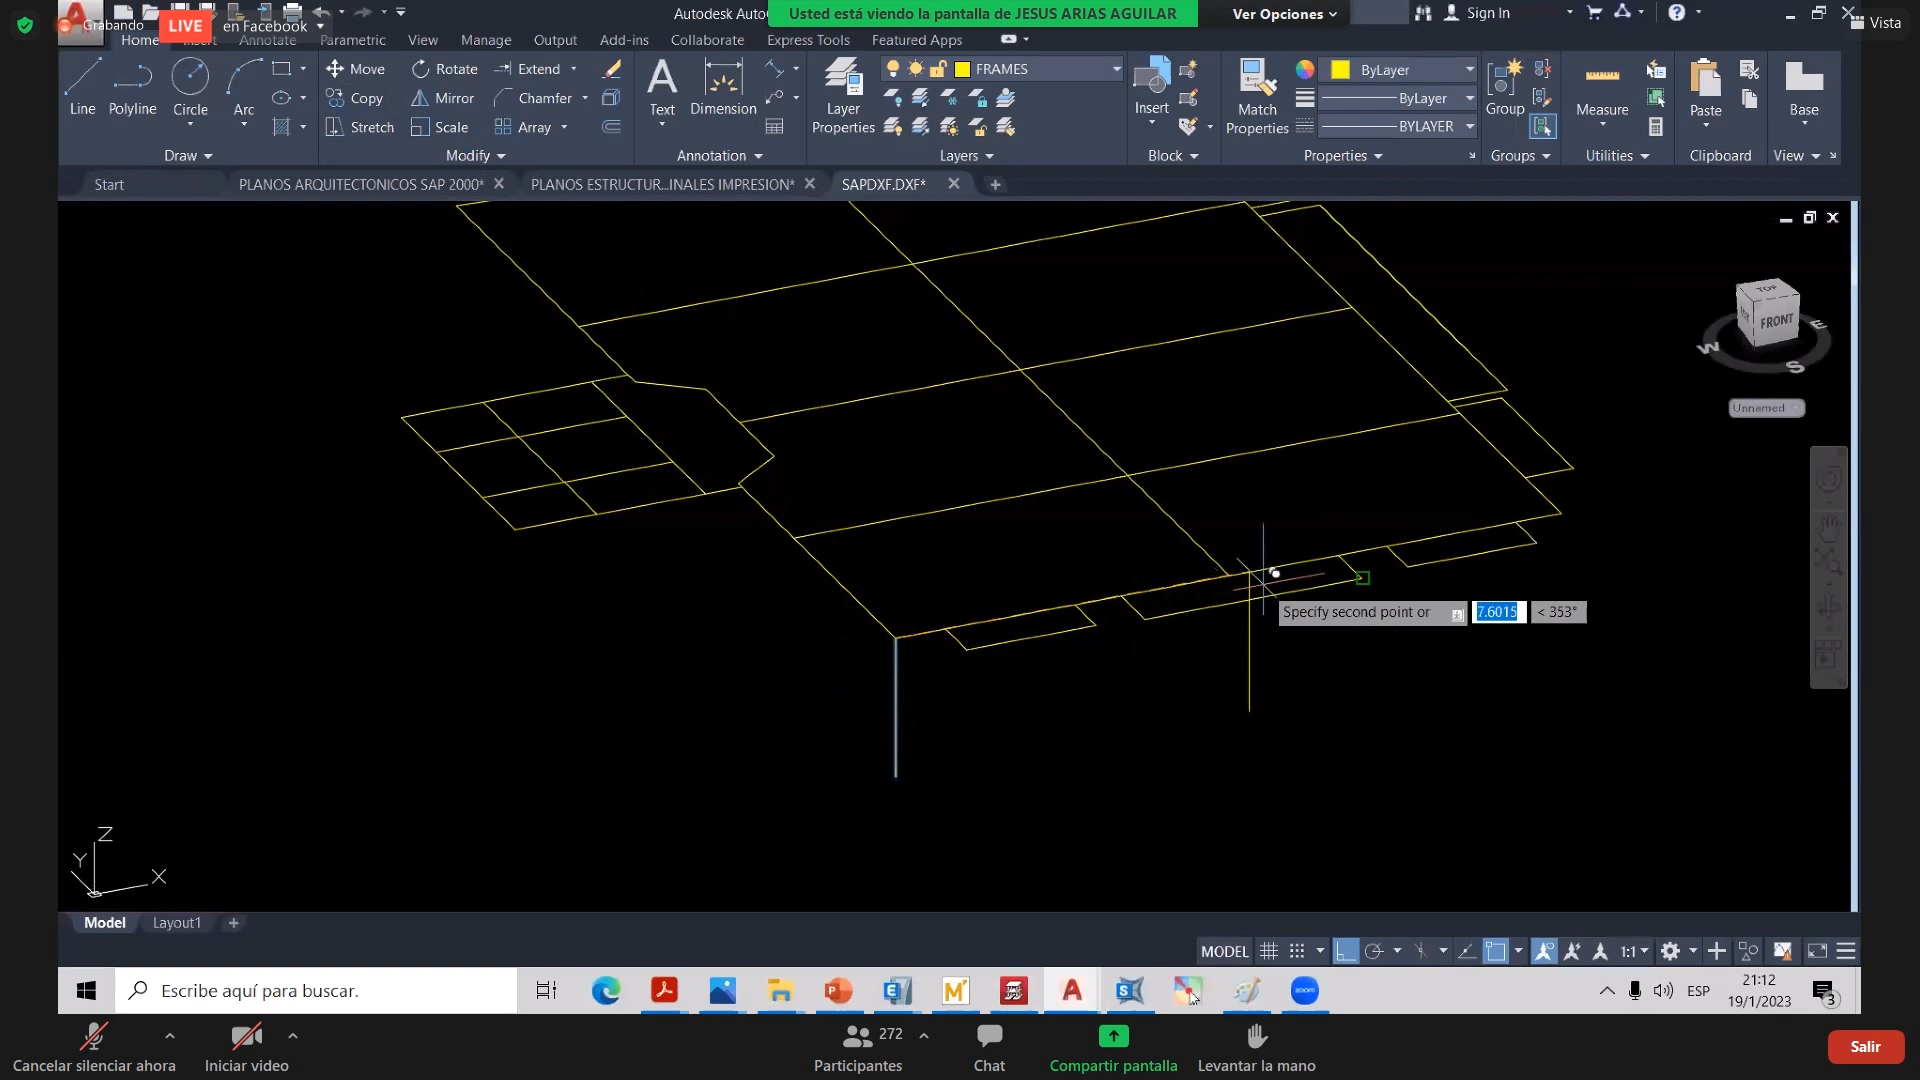 Grabando
LIVE
en Facebook
Autodesk Auto
Usted está viendo la pantalla de JESUS ARIAS AGUILAR
Ver Opciones
Sign In
Vista
Home
Insert
Annotate
Parametric
View
Manage
Output
Add-ins
Collaborate
Express Tools
Featured Apps
Line
Polyline
Circle
Arc
Move
Rotate
Extend
Copy
Mirror
Chamfer
Stretch
Scale
Array
Text
Dimension
Layer
Properties
FRAMES
Insert
Match
Properties
ByLayer
ByLayer
BYLAYER
Group
Measure
Paste
Base
Draw
Modify
Annotation
Layers
Block
Properties
Groups
Utilities
Clipboard
View
Start
PLANOS ARQUITECTONICOS SAP 2000*
PLANOS ESTRUCTUR...INALES IMPRESION*
SAPDXF.DXF*
TOP
FRONT
W
S
E
Unnamed
Specify second point or
7.6015
< 353°
Z
Y
X
Model
Layout1
MODEL
1:1
Escribe aquí para buscar.
zoom
ESP
21:12
19/1/2023
3
Cancelar silenciar ahora
Iniciar video
272
Participantes
Chat
Compartir pantalla
Levantar la mano
Salir